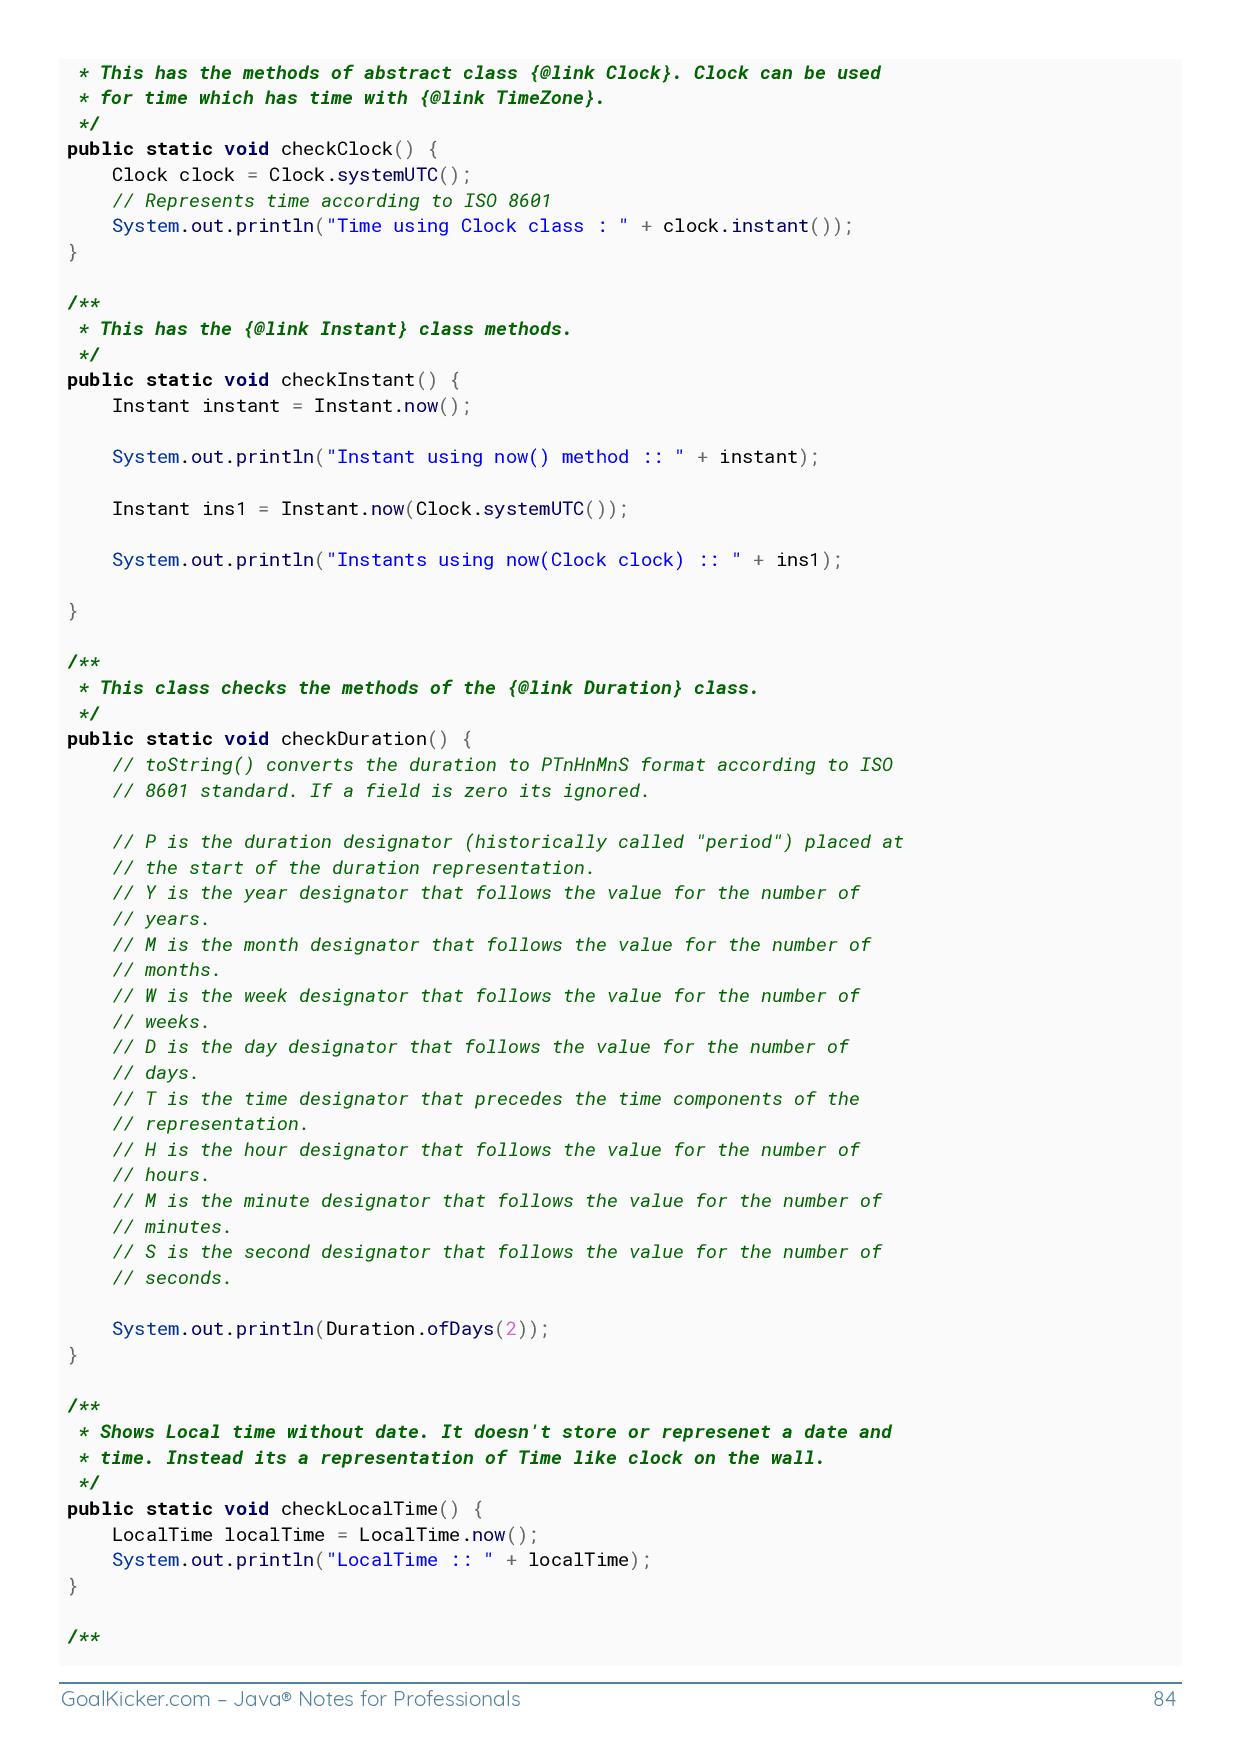 * This has the methods of abstract class {@link Clock}. Clock can be used
 * for time which has time with {@link TimeZone}.
 */
public static void checkClock() {
    Clock clock = Clock.systemUTC();
    // Represents time according to ISO 8601
    System.out.println("Time using Clock class : " + clock.instant());
}

/**
 * This has the {@link Instant} class methods.
 */
public static void checkInstant() {
    Instant instant = Instant.now();

    System.out.println("Instant using now() method :: " + instant);

    Instant ins1 = Instant.now(Clock.systemUTC());

    System.out.println("Instants using now(Clock clock) :: " + ins1);

}

/**
 * This class checks the methods of the {@link Duration} class.
 */
public static void checkDuration() {
    // toString() converts the duration to PTnHnMnS format according to ISO
    // 8601 standard. If a field is zero its ignored.

    // P is the duration designator (historically called "period") placed at
    // the start of the duration representation.
    // Y is the year designator that follows the value for the number of
    // years.
    // M is the month designator that follows the value for the number of
    // months.
    // W is the week designator that follows the value for the number of
    // weeks.
    // D is the day designator that follows the value for the number of
    // days.
    // T is the time designator that precedes the time components of the
    // representation.
    // H is the hour designator that follows the value for the number of
    // hours.
    // M is the minute designator that follows the value for the number of
    // minutes.
    // S is the second designator that follows the value for the number of
    // seconds.

    System.out.println(Duration.ofDays(2));
}

/**
 * Shows Local time without date. It doesn't store or represenet a date and
 * time. Instead its a representation of Time like clock on the wall.
 */
public static void checkLocalTime() {
    LocalTime localTime = LocalTime.now();
    System.out.println("LocalTime :: " + localTime);
}

/**
GoalKicker.com – Java® Notes for Professionals 84